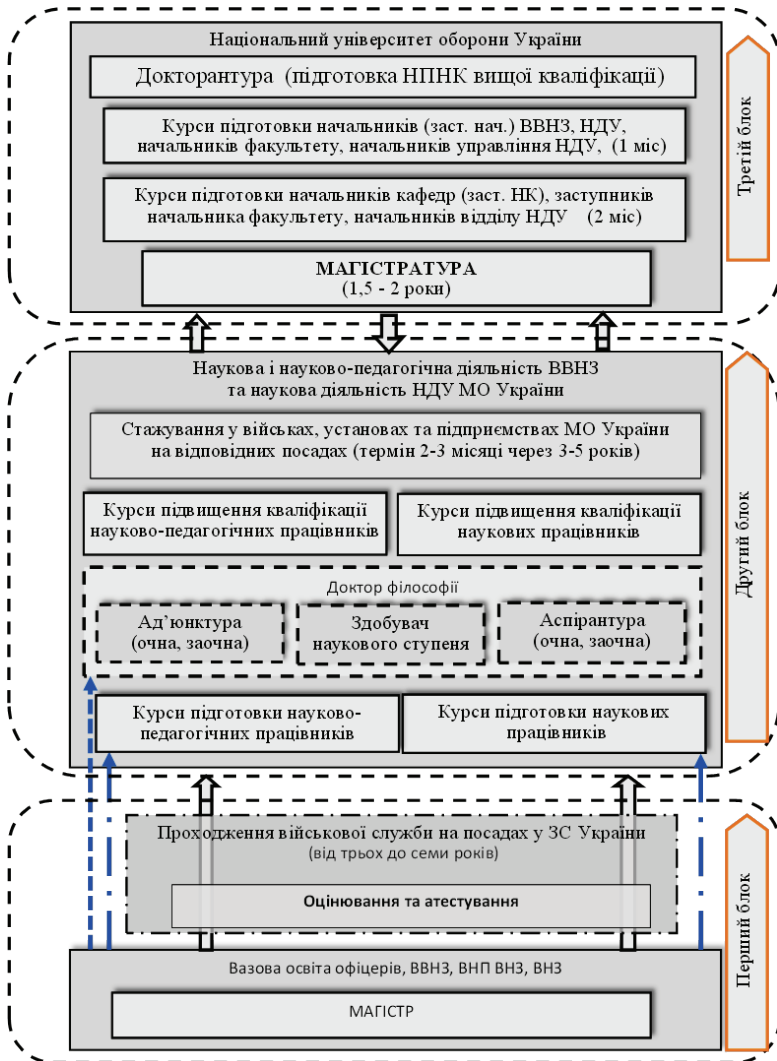 Національний університет оборони України
Докторантура (підготовка НПНК вищої кваліфікації)
Курси підготовки начальників (заст. нач.) ВВНЗ, НДУ,
начальників факультету, начальників управління НДУ, (1 міс)
Курси підготовки начальників кафедр (заст. НК), заступників
начальника факультету, начальників відділу НДУ (2 міс)
МАГІСТРАТУРА
(1,5 - 2 роки)
Третій блок
Наукова і науково-педагогічна діяльність ВВНЗ
та наукова діяльність НДУ МО України
Стажування у військах, установах та підприємствах МО України
на відповідних посадах (термін 2-3 місяці через 3-5 років)
Курси підвищення кваліфікації
науково-педагогічних працівників
Курси підвищення кваліфікації
наукових працівників
Доктор філософії
Ад’юнктура
(очна, заочна)
Здобувач
наукового ступеня
Аспірантура
(очна, заочна)
Курси підготовки науково-
педагогічних працівників
Курси підготовки наукових
працівників
Другий блок
Проходження військової служби на посадах у ЗС України
(від трьох до семи років)
Оцінювання та атестування
Вазова освіта офіцерів, ВВНЗ, ВНП ВНЗ, ВНЗ
МАГІСТР
Перший блок